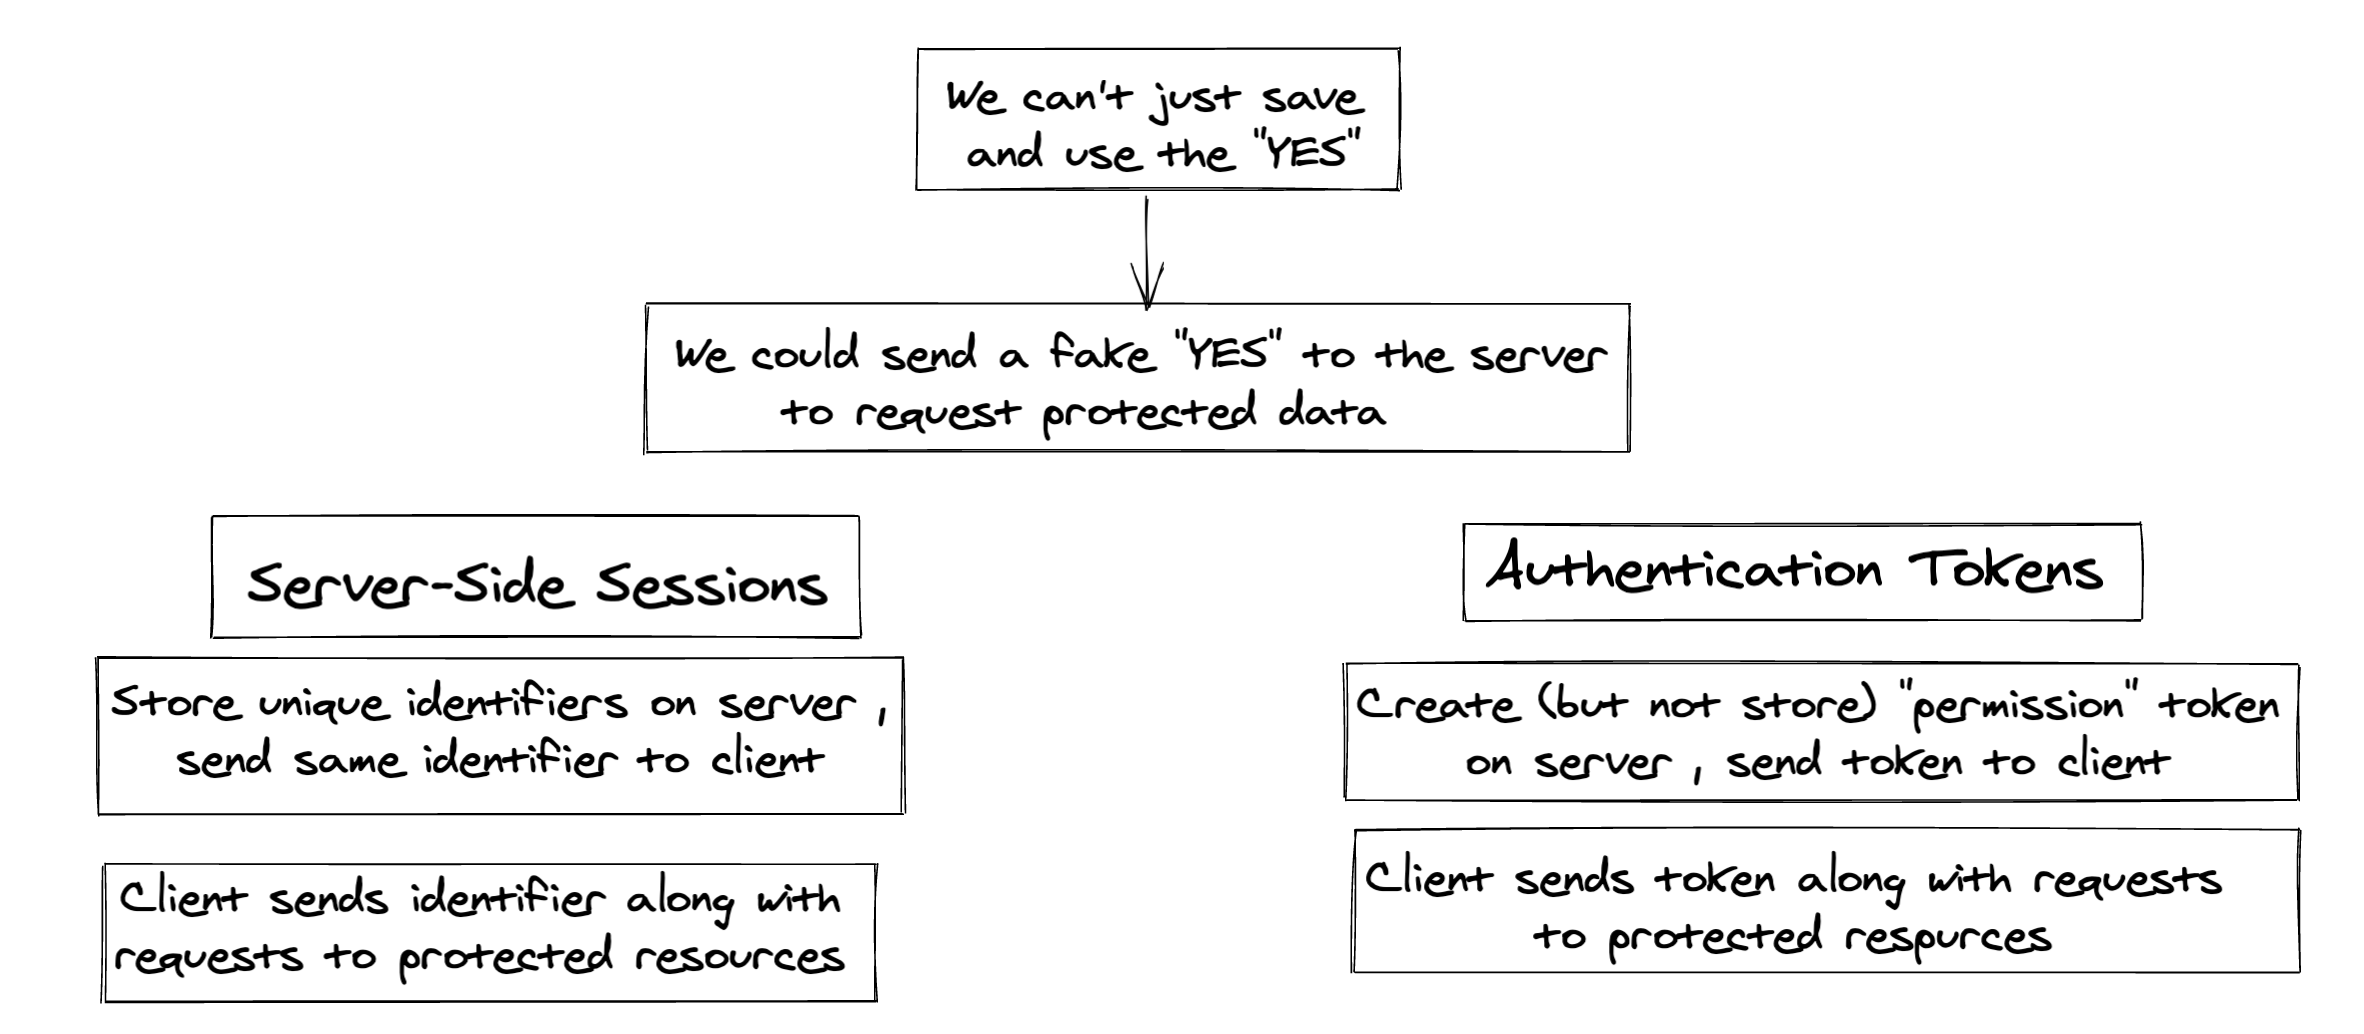 We can't just save
and use the "YES"
We could send a fake "YES" to the server
to request protected data
Server-Side Sessions
Store unique identifiers on server ,
send same identifier to client
Client sends identifier along with
requests to protected resources
Authentication Tokens
Create (but not store) "permission" token
on server , send token to client
Client sends token along with requests
to protected respurces